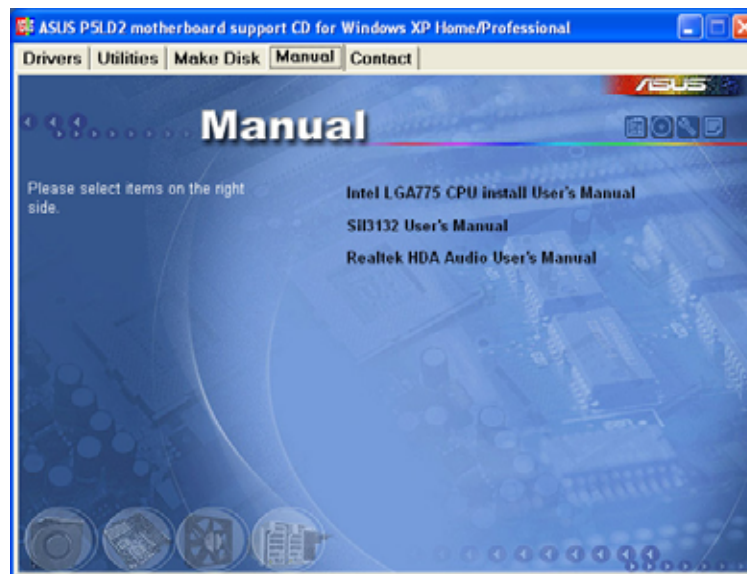 ASUS P5LD2 motherboard support CD for Windows XP Home/Professional
Drivers Utilities Make Disk Manual Contact
ASUS
Manual
Please select items on the right
side.
Intel LGA775 CPU install User's Manual
SiI3132 User's Manual
Realtek HDA Audio User's Manual